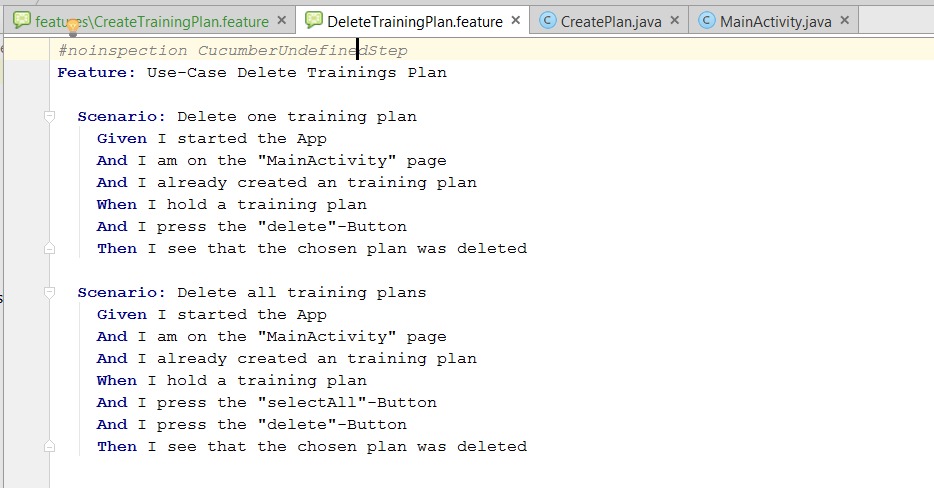 features\CreateTrainingPlan.feature DeleteTrainingPlan.feature CreatePlan.java MainActivity.java
#noinspection CucumberUndefinedStep
Feature: Use-Case Delete Trainings Plan
Scenario: Delete one training plan
Given I started the App
And I am on the "MainActivity" page
And I already created an training plan
When I hold a training plan
And I press the "delete"-Button
Then I see that the chosen plan was deleted
Scenario: Delete all training plans
Given I started the App
And I am on the "MainActivity" page
And I already created an training plan
When I hold a training plan
And I press the "selectAll"-Button
And I press the "delete"-Button
Then I see that the chosen plan was deleted